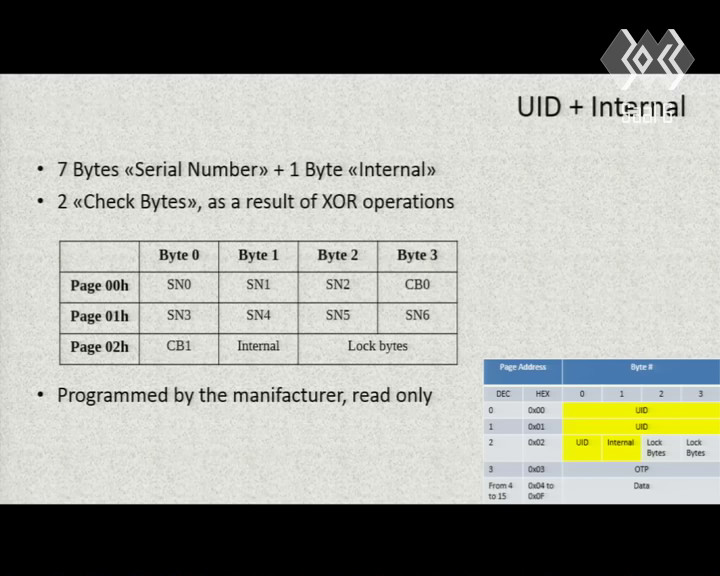 UID + Internal
• 7 Bytes «Serial Number» + 1 Byte «Internal»
• 2 «Check Bytes», as a result of XOR operations
Byte 0 Byte 1 Byte 2 Byte 3
Page 00h SN0 SN1 SN2 CB0
Page 01h SN3 SN4 SN5 SN6
Page 02h CB1 Internal Lock bytes
• Programmed by the manifacturer, read only
Page Address Byte #
DEC HEX 0 1 2 3
0 0x00 UID
1 0x01 UID
2 0x02 UID Internal Lock Bytes Lock Bytes
3 0x03 OTP
From 4 to 15 0x04 to 0x0F Data